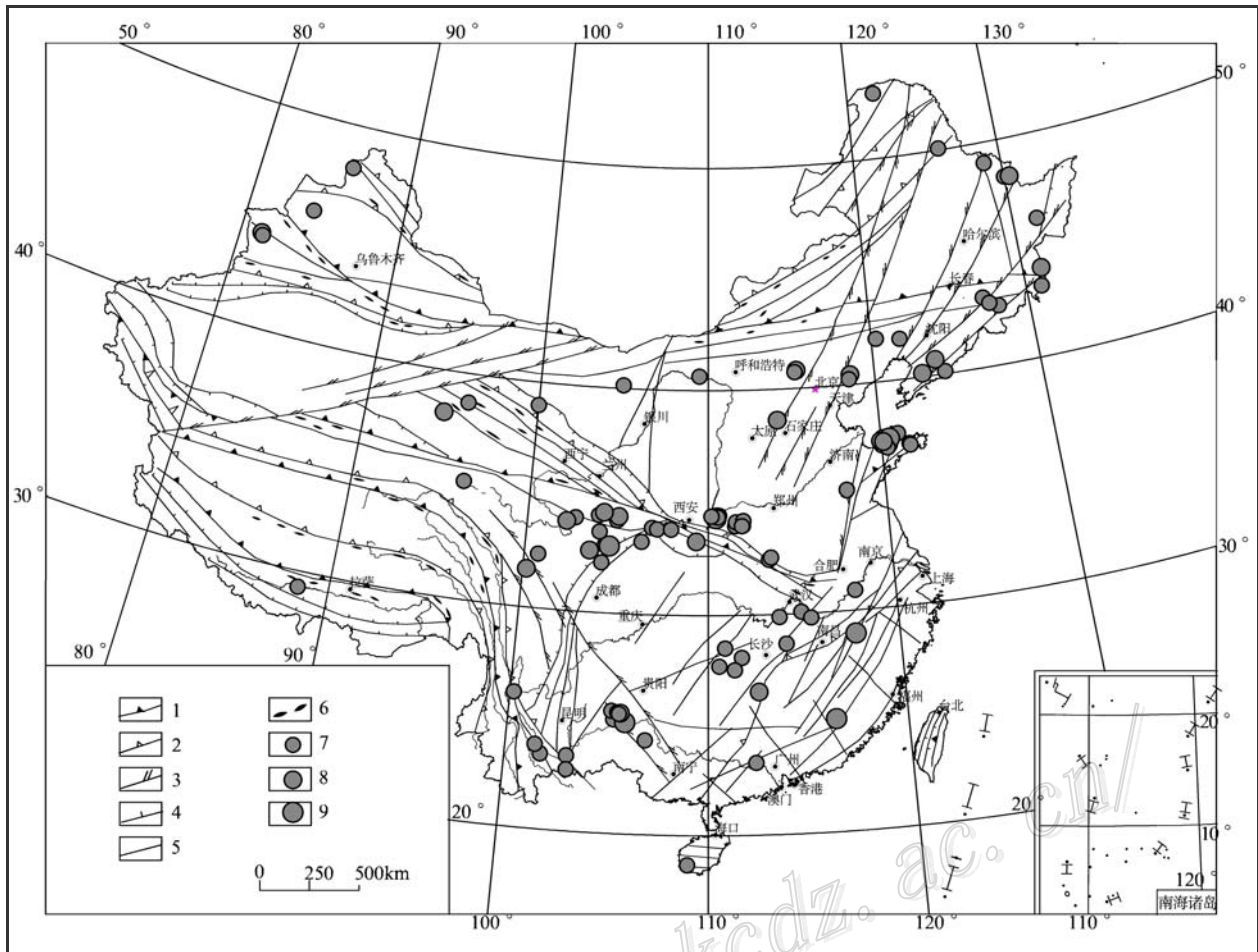 50°
80°
90°
100°
110°
120°
130°
50°
40°
乌鲁木齐
哈尔滨
长春
沈阳
40°
呼和浩特
北京
天津
银川
太原
石家庄
济南
西宁
兰州
30°
西安
郑州
合肥
南京
上海
30°
拉萨
成都
武汉
杭州
重庆
长沙
南昌
80°
90°
贵阳
福州
昆明
台北
20°
广州
南宁
香港
澳门
20°
20°
海口
10°
120°
南海诸岛
1
2
3
4
5
6
7
8
9
0 250 500km
100°
110°
120°
110°
kcdz.ac.cn/